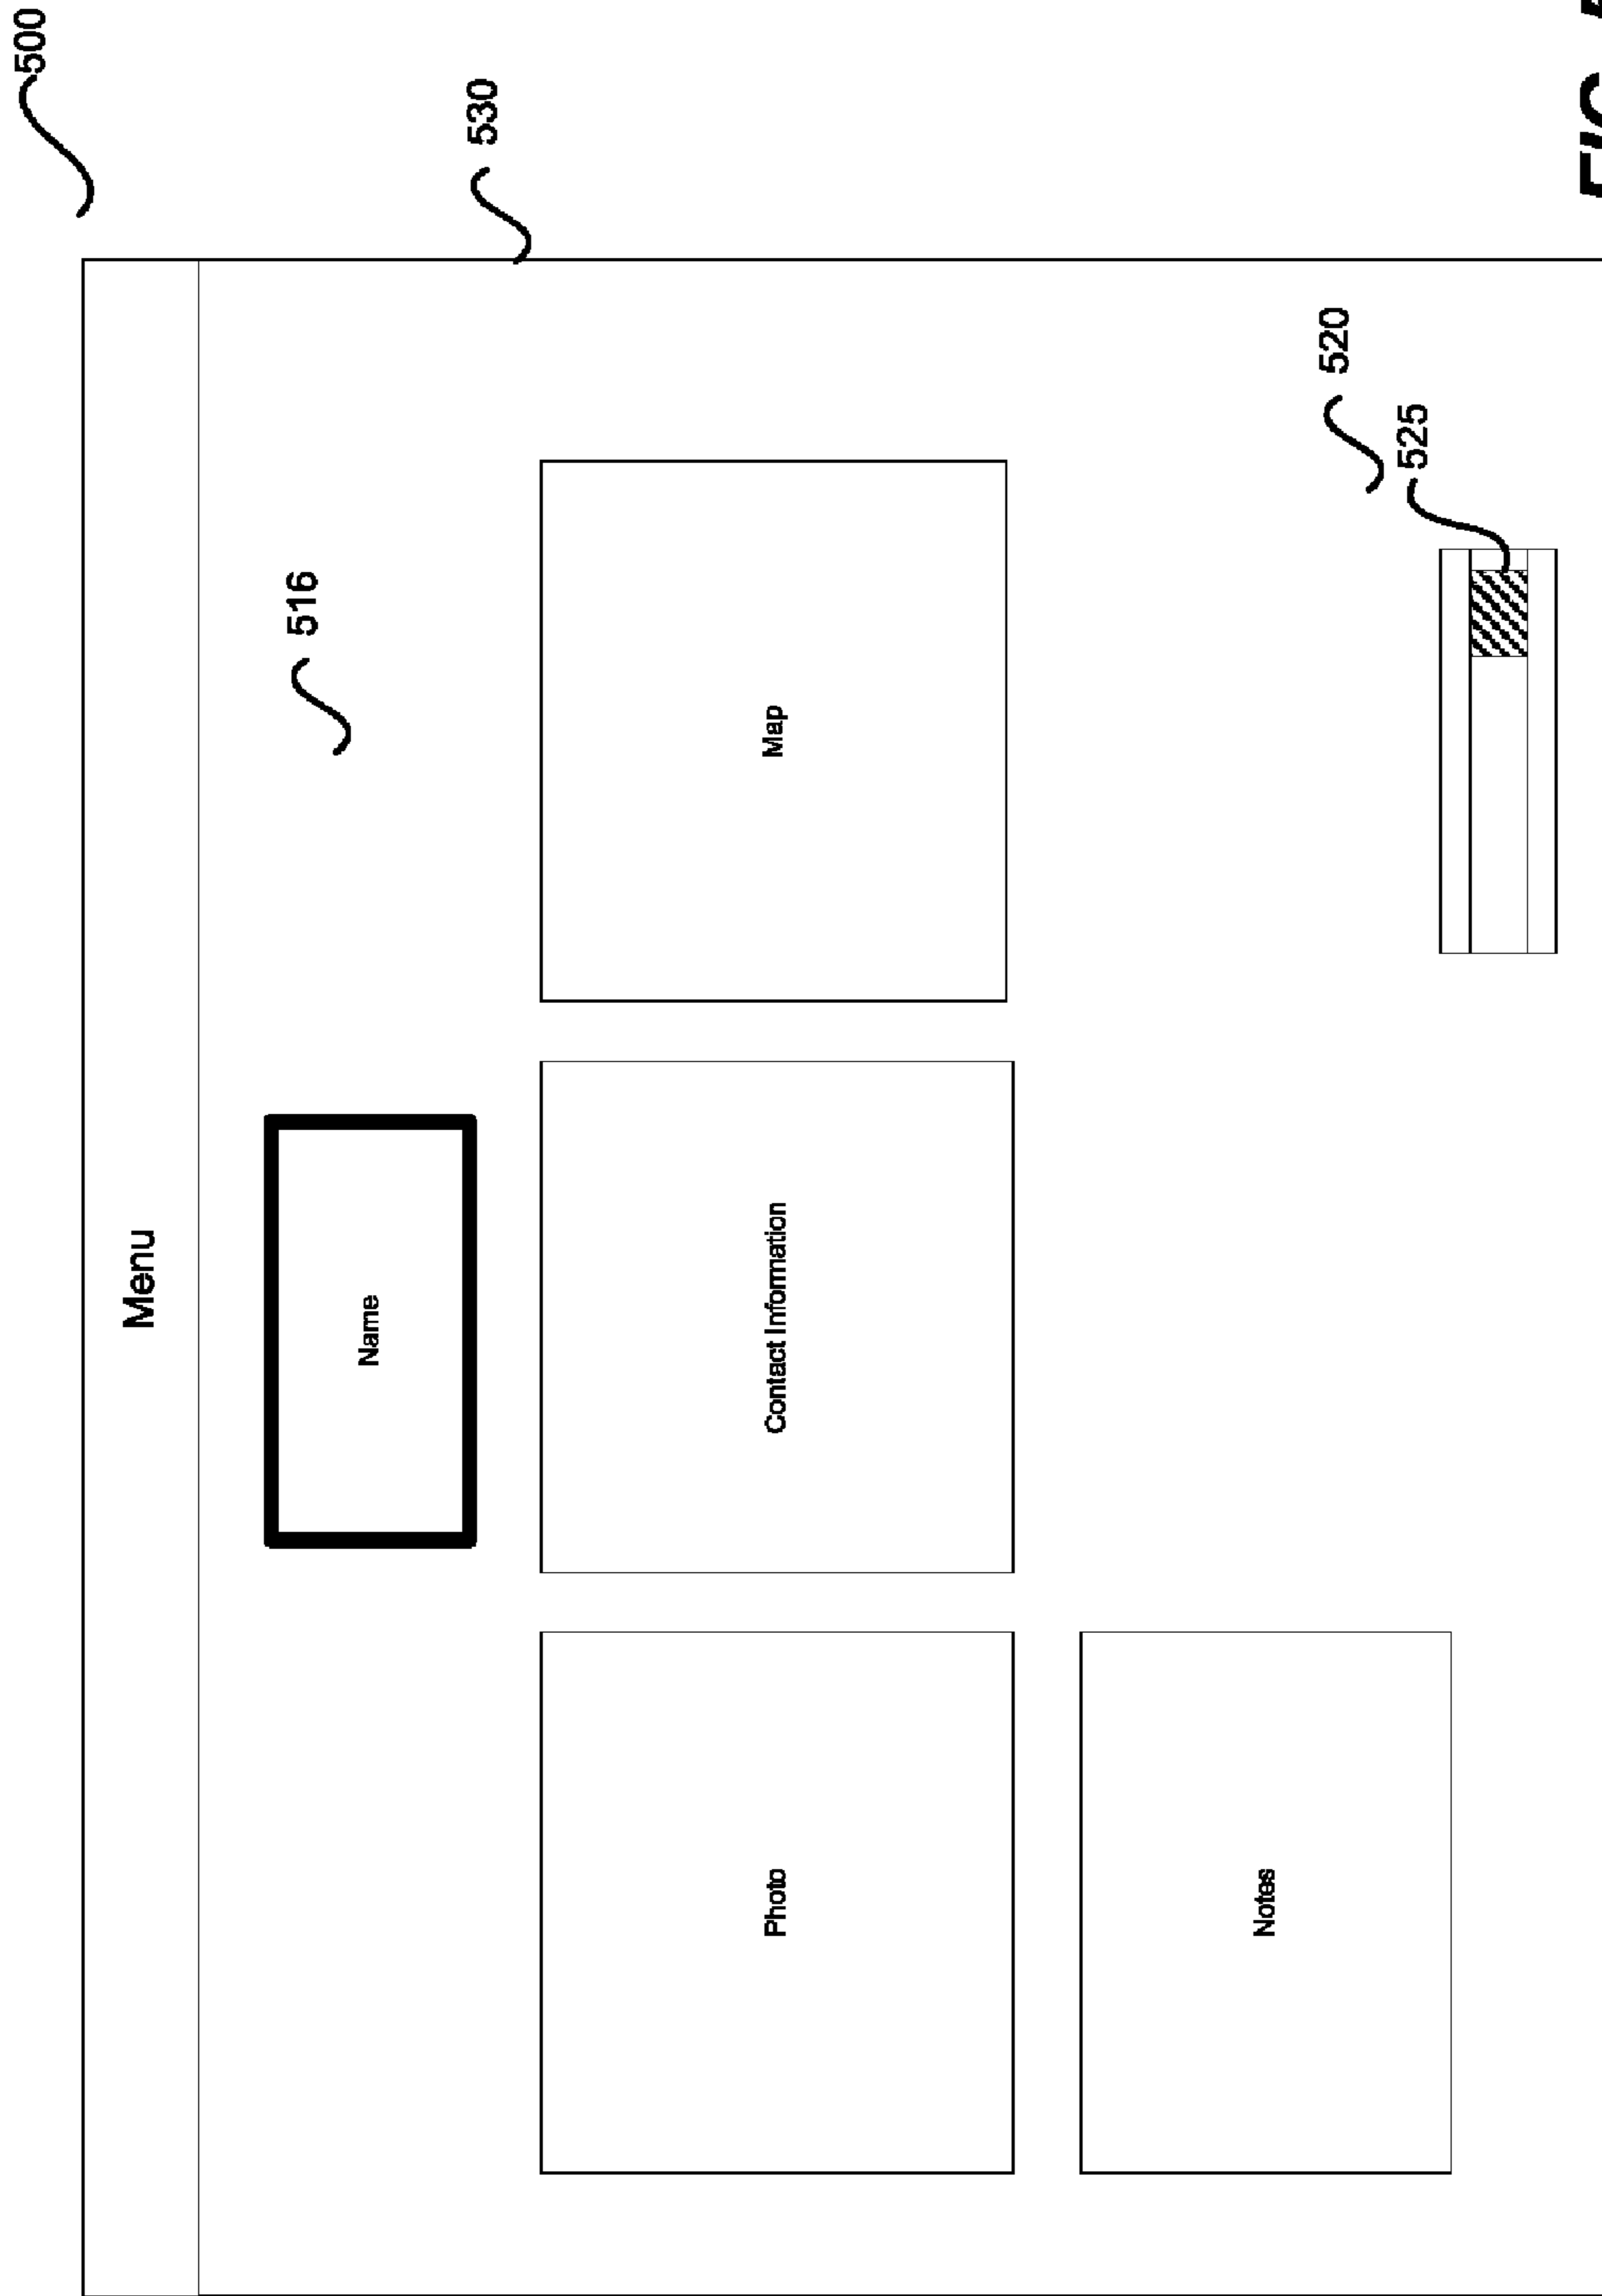 500
Menu
530
516
Name
Photo
Contact Information
Map
520
525
Notes